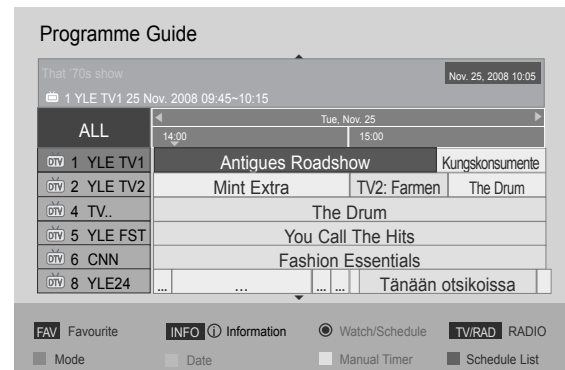 Programme Guide
That '70s show
Nov. 25, 2008 10:05
1 YLE TV1 25 Nov. 2008 09:45~10:15
ALL
Tue, Nov. 25
14:00 15:00
DTV 1 YLE TV1 Antigues Roadshow Kungskonsumente
DTV 2 YLE TV2 Mint Extra TV2: Farmen The Drum
DTV 4 TV.. The Drum
DTV 5 YLE FST You Call The Hits
DTV 6 CNN Fashion Essentials
DTV 8 YLE24 ... ... ... ... Tänään otsikoissa
FAV Favourite INFO i Information Watch/Schedule TV/RAD RADIO
Mode Date Manual Timer Schedule List